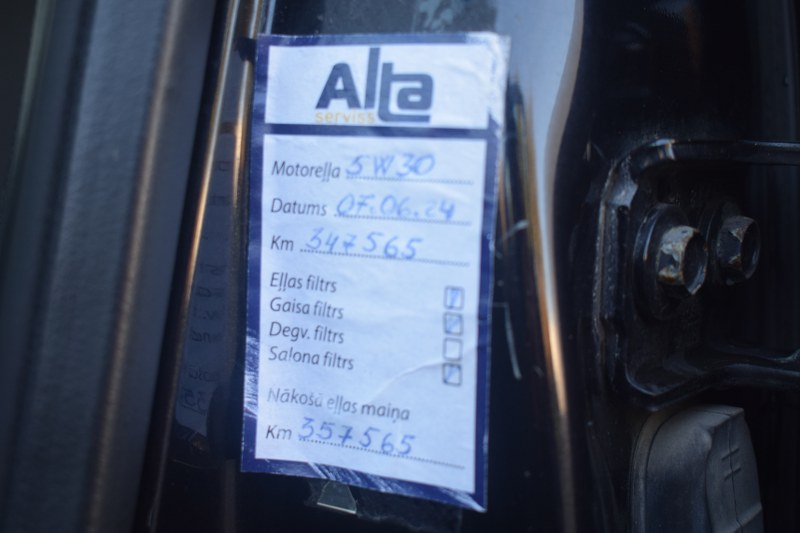 Alta
serviss
Motoreļļa 5W30
Datums 07.06.24
Km 347565
Eļļas filtrs
Gaisa filtrs
Degv. filtrs
Salona filtrs
Nākošā eļļas maiņa
Km 357565